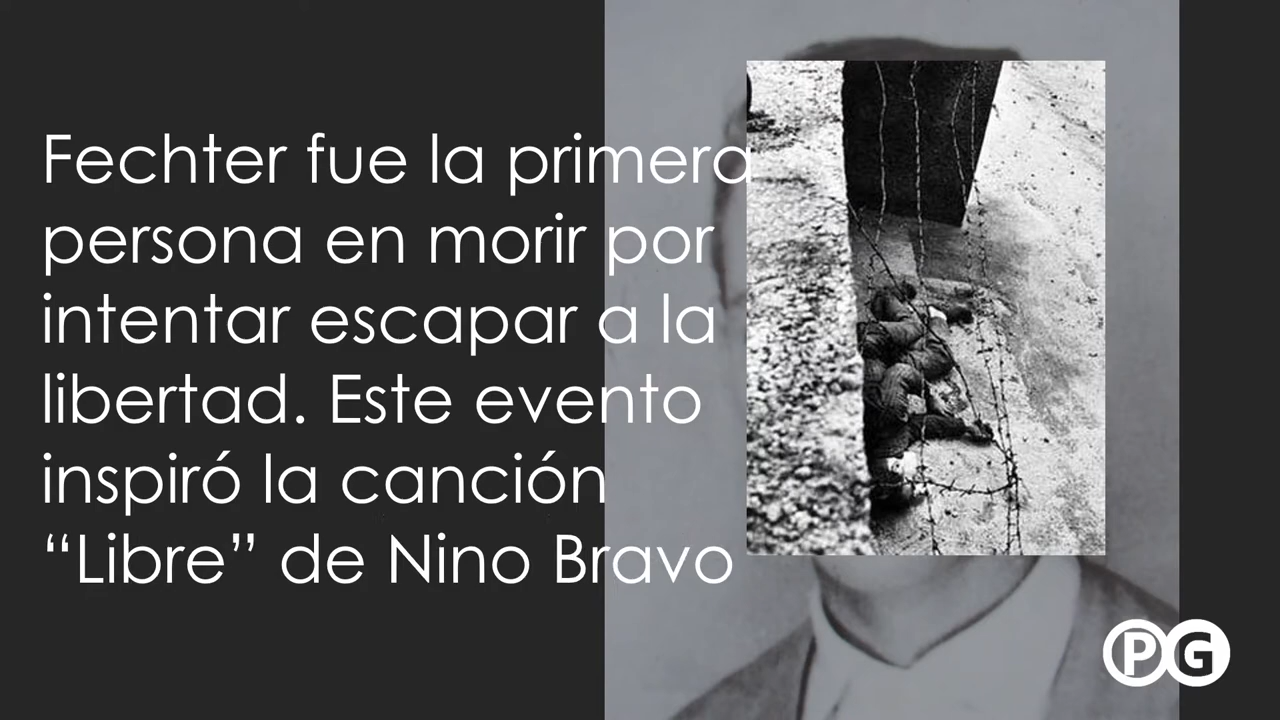 Fechter fue la primera
persona en morir por
intentar escapar a la
libertad. Este evento
inspiró la canción
“Libre” de Nino Bravo
PG